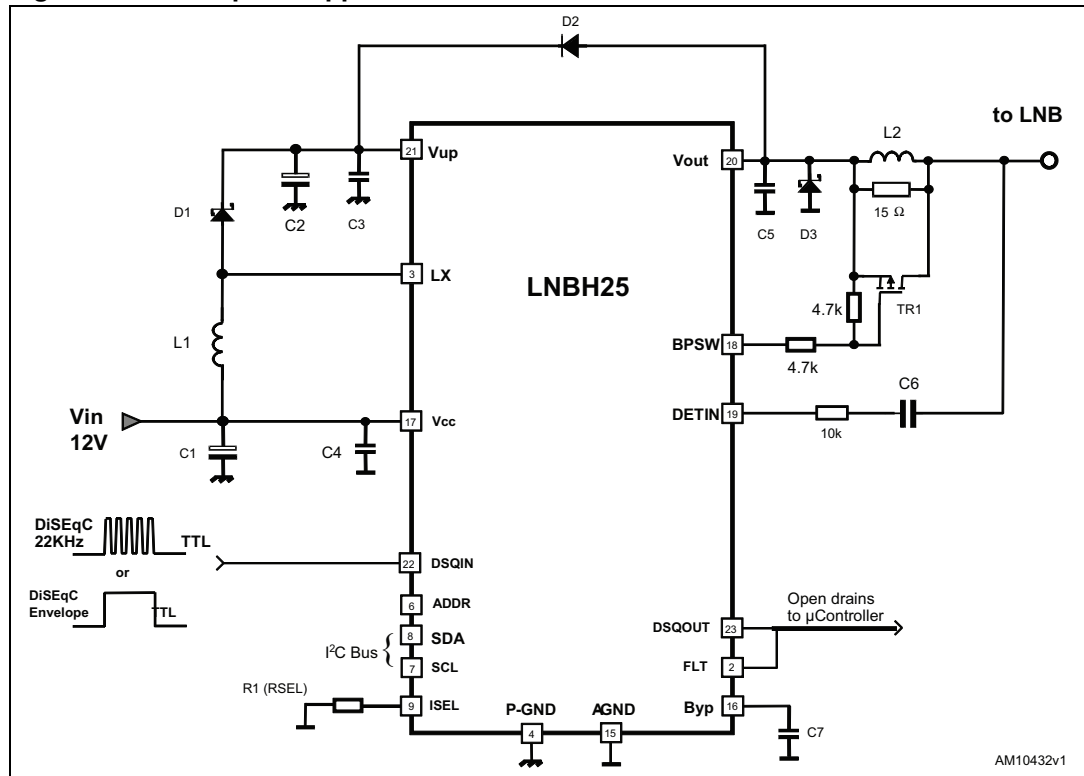 D2
to LNB
L2
21 Vup
Vout 20
15 Ω
D1
C2
C3
C5
D3
3 LX
LNBH25
TR1
4.7k
L1
BPSW 18
4.7k
C6
Vin
12V
17 Vcc
DETIN 19
10k
C1
C4
DiSEqC
22KHz
TTL
or
22 DSQIN
DiSEqC
Envelope
TTL
6 ADDR
Open drains
to µController
8 SDA
DSQOUT 23
I²C Bus
7 SCL
FLT 2
R1 (RSEL)
9 ISEL
P-GND
AGND
Byp 16
4
15
C7
AM10432v1